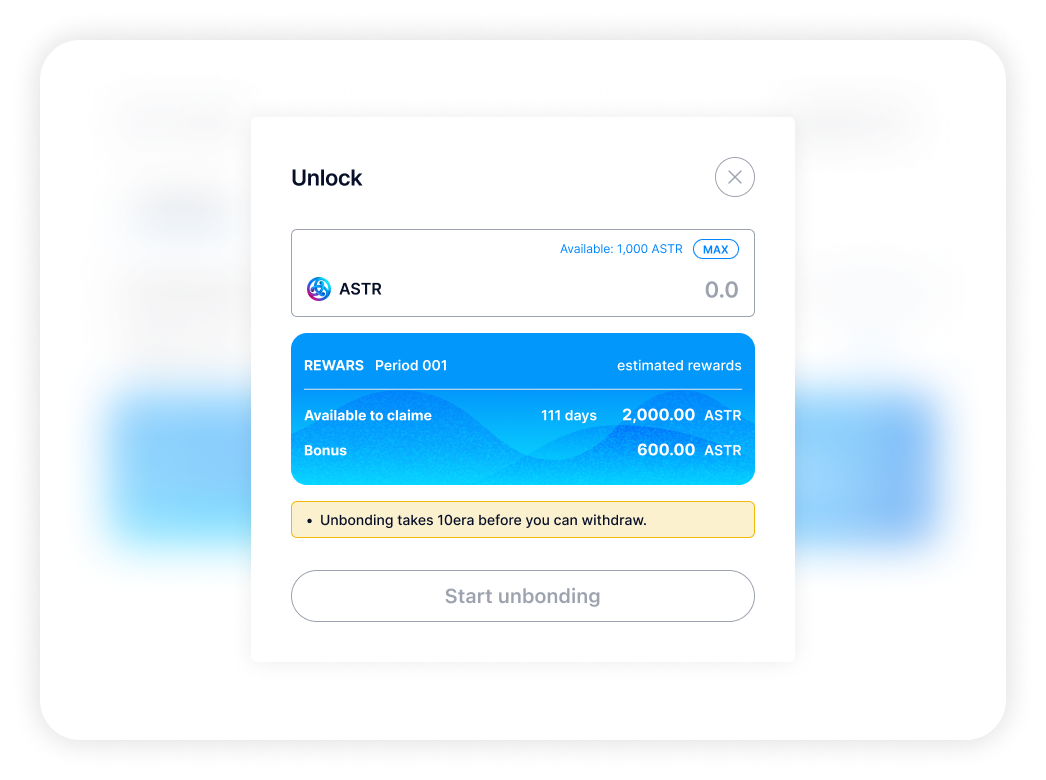 Unlock
Available: 1,000 ASTR MAX
ASTR 0.0
REWARS Period 001 estimated rewards
Available to claime 111 days 2,000.00 ASTR
Bonus 600.00 ASTR
• Unbonding takes 10era before you can withdraw.
Start unbonding